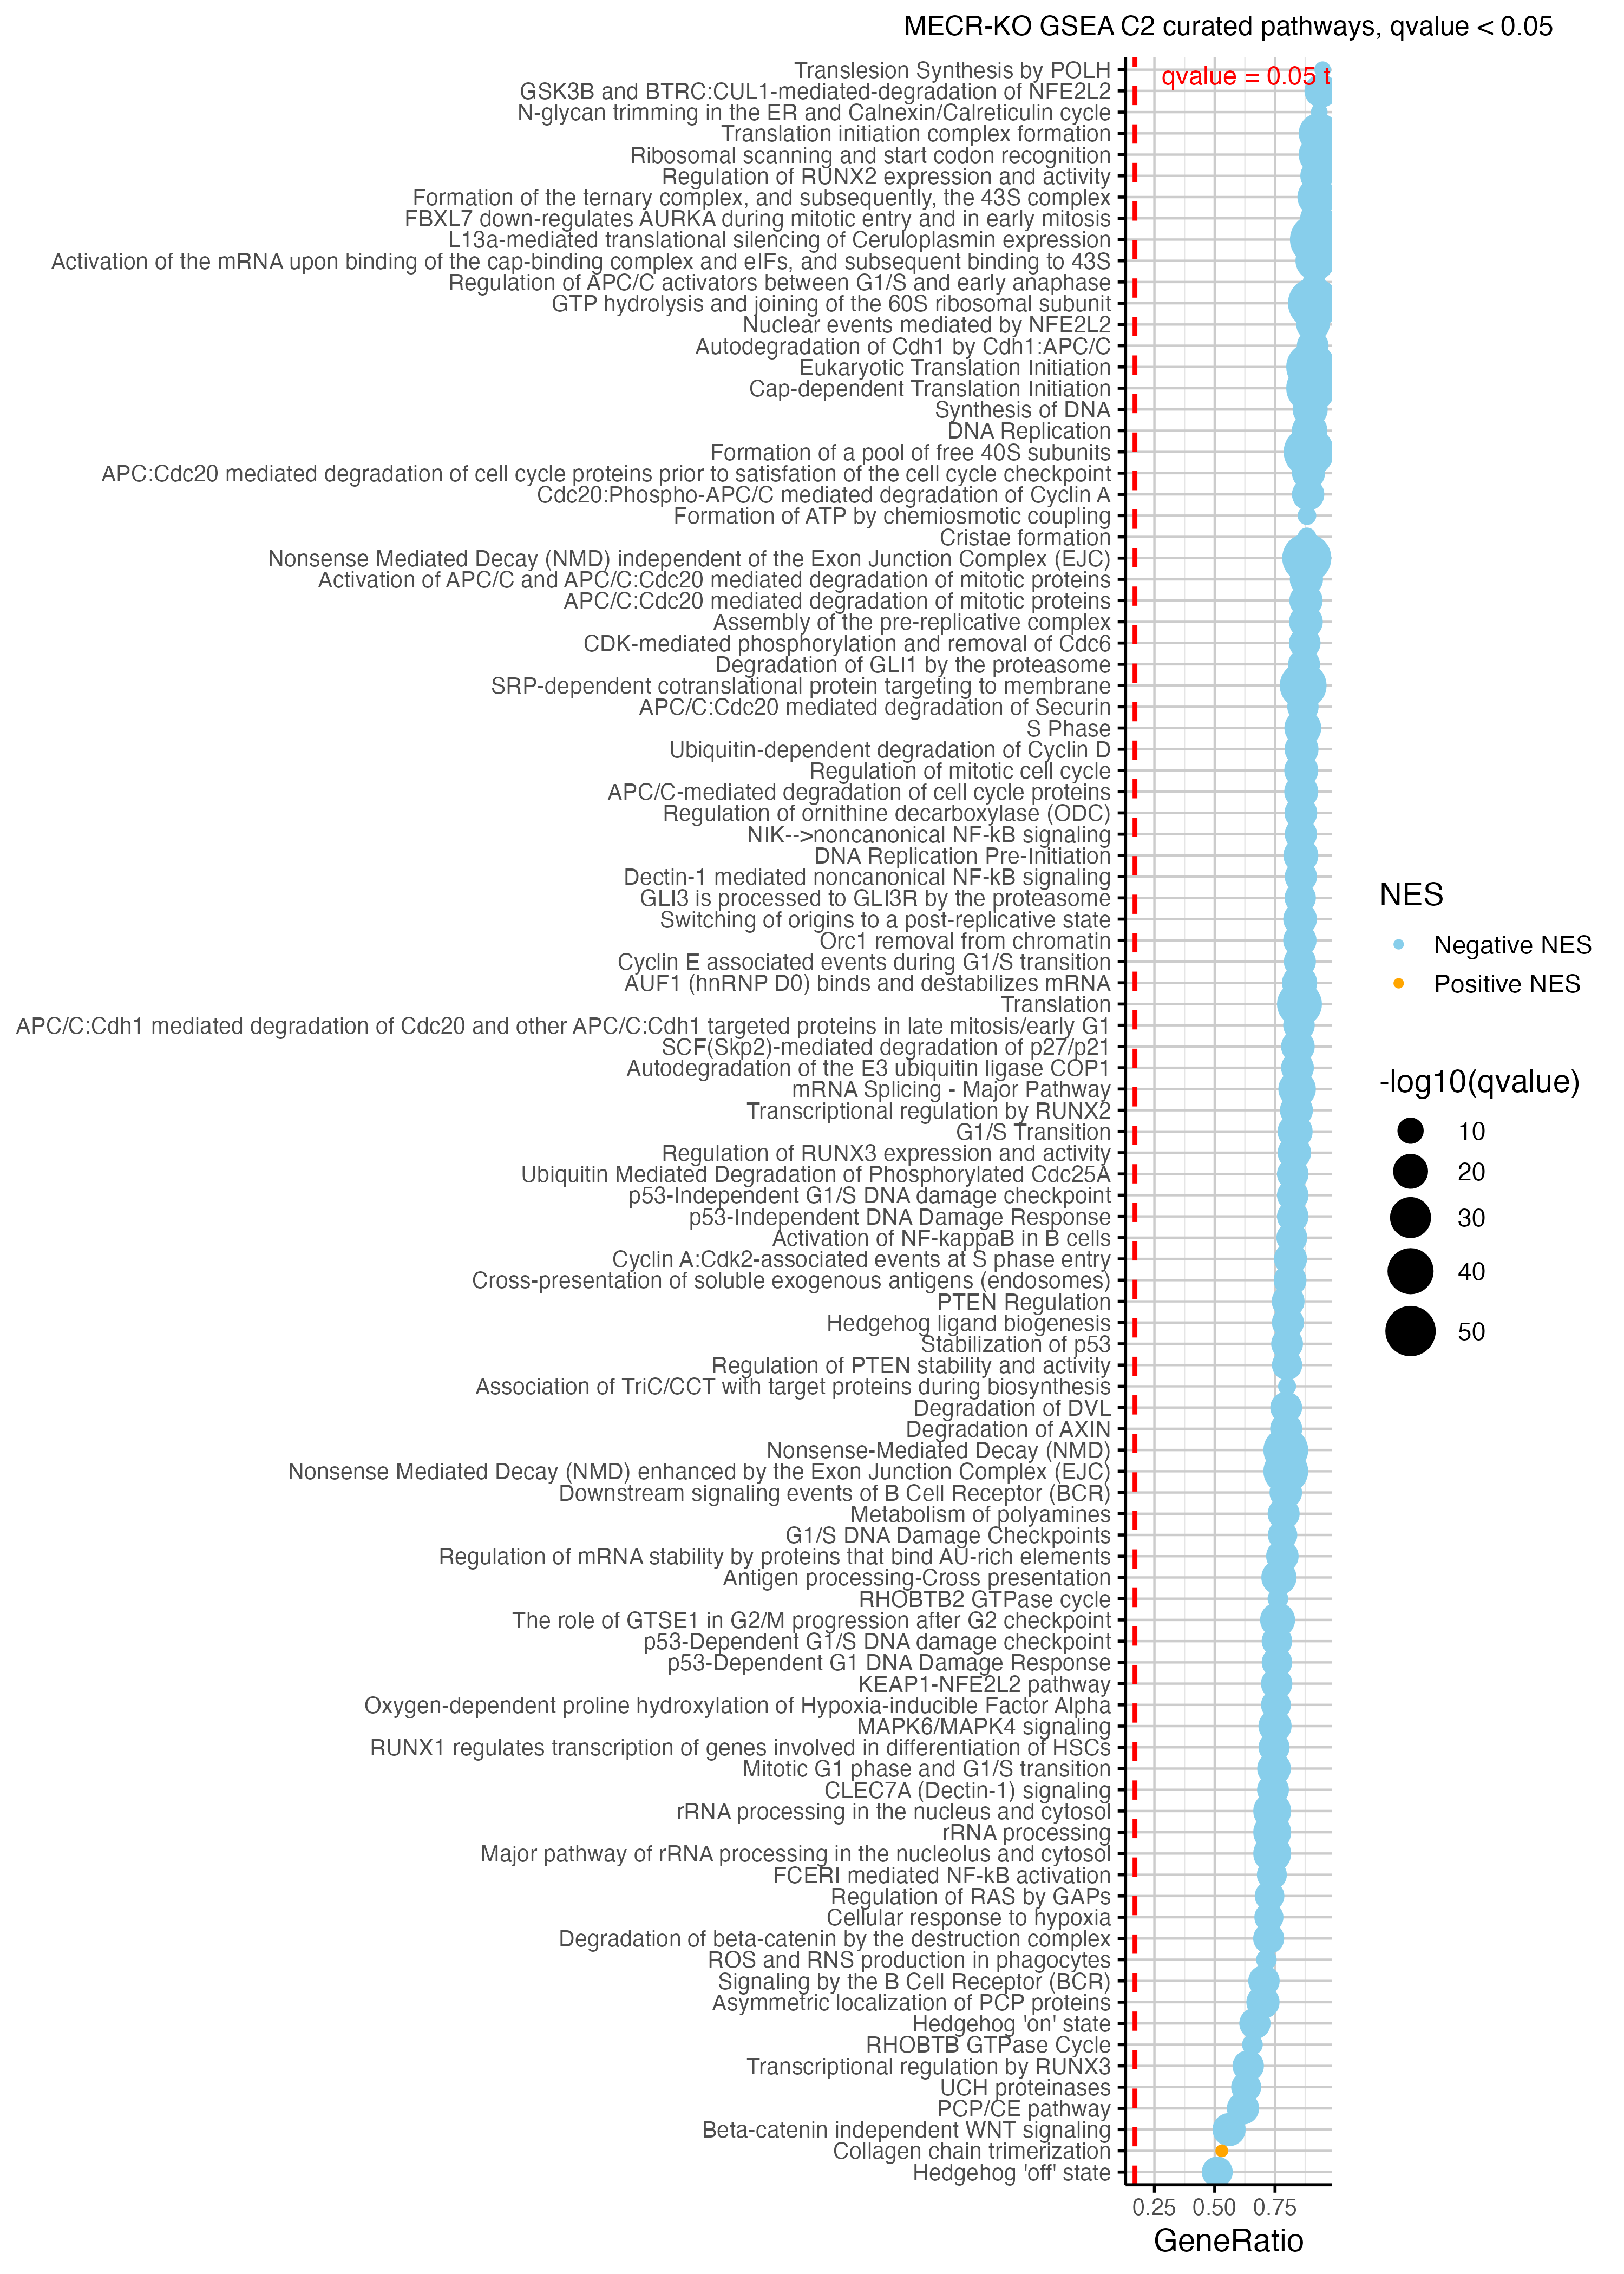 MECR-KO GSEA C2 curated pathways, qvalue < 0.05
Translesion Synthesis by POLH
qvalue = 0.05 t
GSK3B and BTRC:CUL1-mediated-degradation of NFE2L2
N-glycan trimming in the ER and Calnexin/Calreticulin cycle
Translation initiation complex formation
Ribosomal scanning and start codon recognition
Regulation of RUNX2 expression and activity
Formation of the ternary complex, and subsequently, the 43S complex
FBXL7 down-regulates AURKA during mitotic entry and in early mitosis
L13a-mediated translational silencing of Ceruloplasmin expression
Activation of the mRNA upon binding of the cap-binding complex and eIFs, and subsequent binding to 43S
Regulation of APC/C activators between G1/S and early anaphase
GTP hydrolysis and joining of the 60S ribosomal subunit
Nuclear events mediated by NFE2L2
Autodegradation of Cdh1 by Cdh1:APC/C
Eukaryotic Translation Initiation
Cap-dependent Translation Initiation
Synthesis of DNA
DNA Replication
Formation of a pool of free 40S subunits
APC:Cdc20 mediated degradation of cell cycle proteins prior to satisfation of the cell cycle checkpoint
Cdc20:Phospho-APC/C mediated degradation of Cyclin A
Formation of ATP by chemiosmotic coupling
Cristae formation
Nonsense Mediated Decay (NMD) independent of the Exon Junction Complex (EJC)
Activation of APC/C and APC/C:Cdc20 mediated degradation of mitotic proteins
APC/C:Cdc20 mediated degradation of mitotic proteins
Assembly of the pre-replicative complex
CDK-mediated phosphorylation and removal of Cdc6
Degradation of GLI1 by the proteasome
SRP-dependent cotranslational protein targeting to membrane
APC/C:Cdc20 mediated degradation of Securin
S Phase
Ubiquitin-dependent degradation of Cyclin D
Regulation of mitotic cell cycle
APC/C-mediated degradation of cell cycle proteins
Regulation of ornithine decarboxylase (ODC)
NIK-->noncanonical NF-kB signaling
DNA Replication Pre-Initiation
Dectin-1 mediated noncanonical NF-kB signaling
GLI3 is processed to GLI3R by the proteasome
Switching of origins to a post-replicative state
Orc1 removal from chromatin
Cyclin E associated events during G1/S transition
AUF1 (hnRNP D0) binds and destabilizes mRNA
Translation
APC/C:Cdh1 mediated degradation of Cdc20 and other APC/C:Cdh1 targeted proteins in late mitosis/early G1
SCF(Skp2)-mediated degradation of p27/p21
Autodegradation of the E3 ubiquitin ligase COP1
mRNA Splicing - Major Pathway
Transcriptional regulation by RUNX2
G1/S Transition
Regulation of RUNX3 expression and activity
Ubiquitin Mediated Degradation of Phosphorylated Cdc25A
p53-Independent G1/S DNA damage checkpoint
p53-Independent DNA Damage Response
Activation of NF-kappaB in B cells
Cyclin A:Cdk2-associated events at S phase entry
Cross-presentation of soluble exogenous antigens (endosomes)
PTEN Regulation
Hedgehog ligand biogenesis
Stabilization of p53
Regulation of PTEN stability and activity
Association of TriC/CCT with target proteins during biosynthesis
Degradation of DVL
Degradation of AXIN
Nonsense-Mediated Decay (NMD)
Nonsense Mediated Decay (NMD) enhanced by the Exon Junction Complex (EJC)
Downstream signaling events of B Cell Receptor (BCR)
Metabolism of polyamines
G1/S DNA Damage Checkpoints
Regulation of mRNA stability by proteins that bind AU-rich elements
Antigen processing-Cross presentation
RHOBTB2 GTPase cycle
The role of GTSE1 in G2/M progression after G2 checkpoint
p53-Dependent G1/S DNA damage checkpoint
p53-Dependent G1 DNA Damage Response
KEAP1-NFE2L2 pathway
Oxygen-dependent proline hydroxylation of Hypoxia-inducible Factor Alpha
MAPK6/MAPK4 signaling
RUNX1 regulates transcription of genes involved in differentiation of HSCs
Mitotic G1 phase and G1/S transition
CLEC7A (Dectin-1) signaling
rRNA processing in the nucleus and cytosol
rRNA processing
Major pathway of rRNA processing in the nucleolus and cytosol
FCERI mediated NF-kB activation
Regulation of RAS by GAPs
Cellular response to hypoxia
Degradation of beta-catenin by the destruction complex
ROS and RNS production in phagocytes
Signaling by the B Cell Receptor (BCR)
Asymmetric localization of PCP proteins
Hedgehog 'on' state
RHOBTB GTPase Cycle
Transcriptional regulation by RUNX3
UCH proteinases
PCP/CE pathway
Beta-catenin independent WNT signaling
Collagen chain trimerization
Hedgehog 'off' state
0.25 0.50 0.75
GeneRatio
NES
Negative NES
Positive NES
-log10(qvalue)
10
20
30
40
50